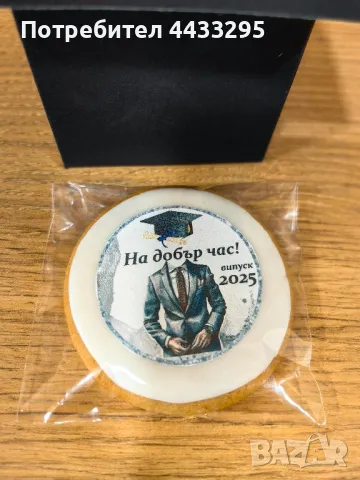 Потребител 4433295
На добър час!
випуск
2025
BAZAR